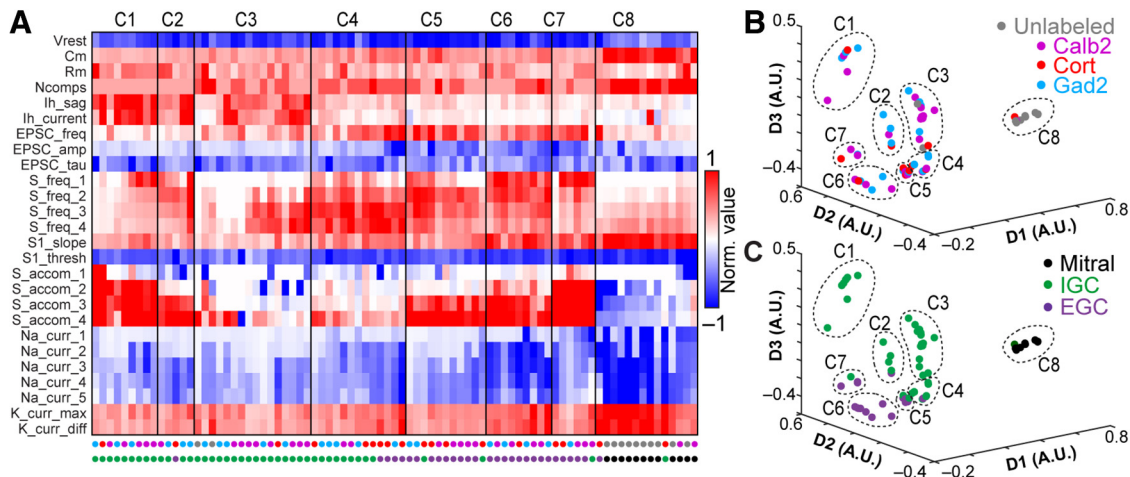 A
C1 C2 C3 C4 C5 C6 C7 C8
Vrest
Cm
Rm
Ncomps
Ih_sag
Ih_current
EPSC_freq
EPSC_amp
EPSC_tau
S_freq_1
S_freq_2
S_freq_3
S_freq_4
S1_slope
S1_thresh
S_accom_1
S_accom_2
S_accom_3
S_accom_4
Na_curr_1
Na_curr_2
Na_curr_3
Na_curr_4
Na_curr_5
K_curr_max
K_curr_diff
1
Norm. value
−1
B
0.5
D3 (A.U.)
−0.4
0.6
D2 (A.U.)
−0.4
−0.2
D1 (A.U.)
0.8
C1
C2
C3
C4
C5
C6
C7
C8
Unlabeled
Calb2
Cort
Gad2
C
0.5
D3 (A.U.)
−0.4
0.6
D2 (A.U.)
−0.4
−0.2
D1 (A.U.)
0.8
C1
C2
C3
C4
C5
C6
C7
C8
Mitral
IGC
EGC